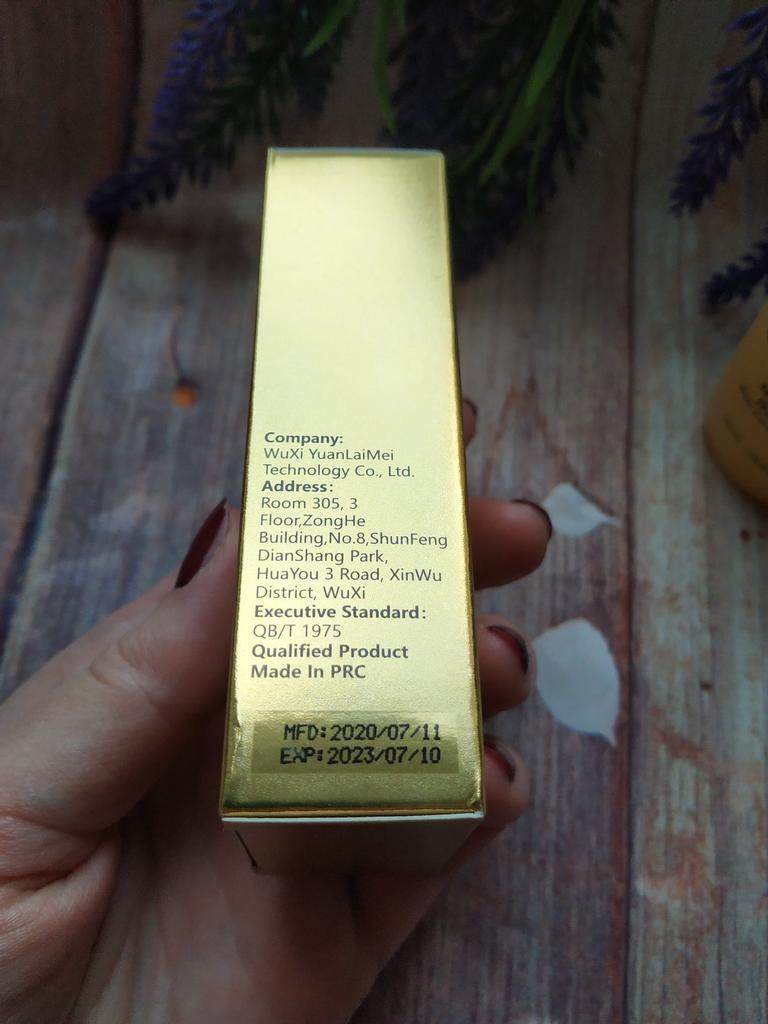 Company:
WuXi YuanLaiMei
Technology Co., Ltd.
Address:
Room 305, 3
Floor,ZongHe
Building,No.8,ShunFeng
DianShang Park,
HuaYou 3 Road, XinWu
District, WuXi
Executive Standard:
QB/T 1975
Qualified Product
Made In PRC
MFD:2020/07/11
EXP:2023/07/10